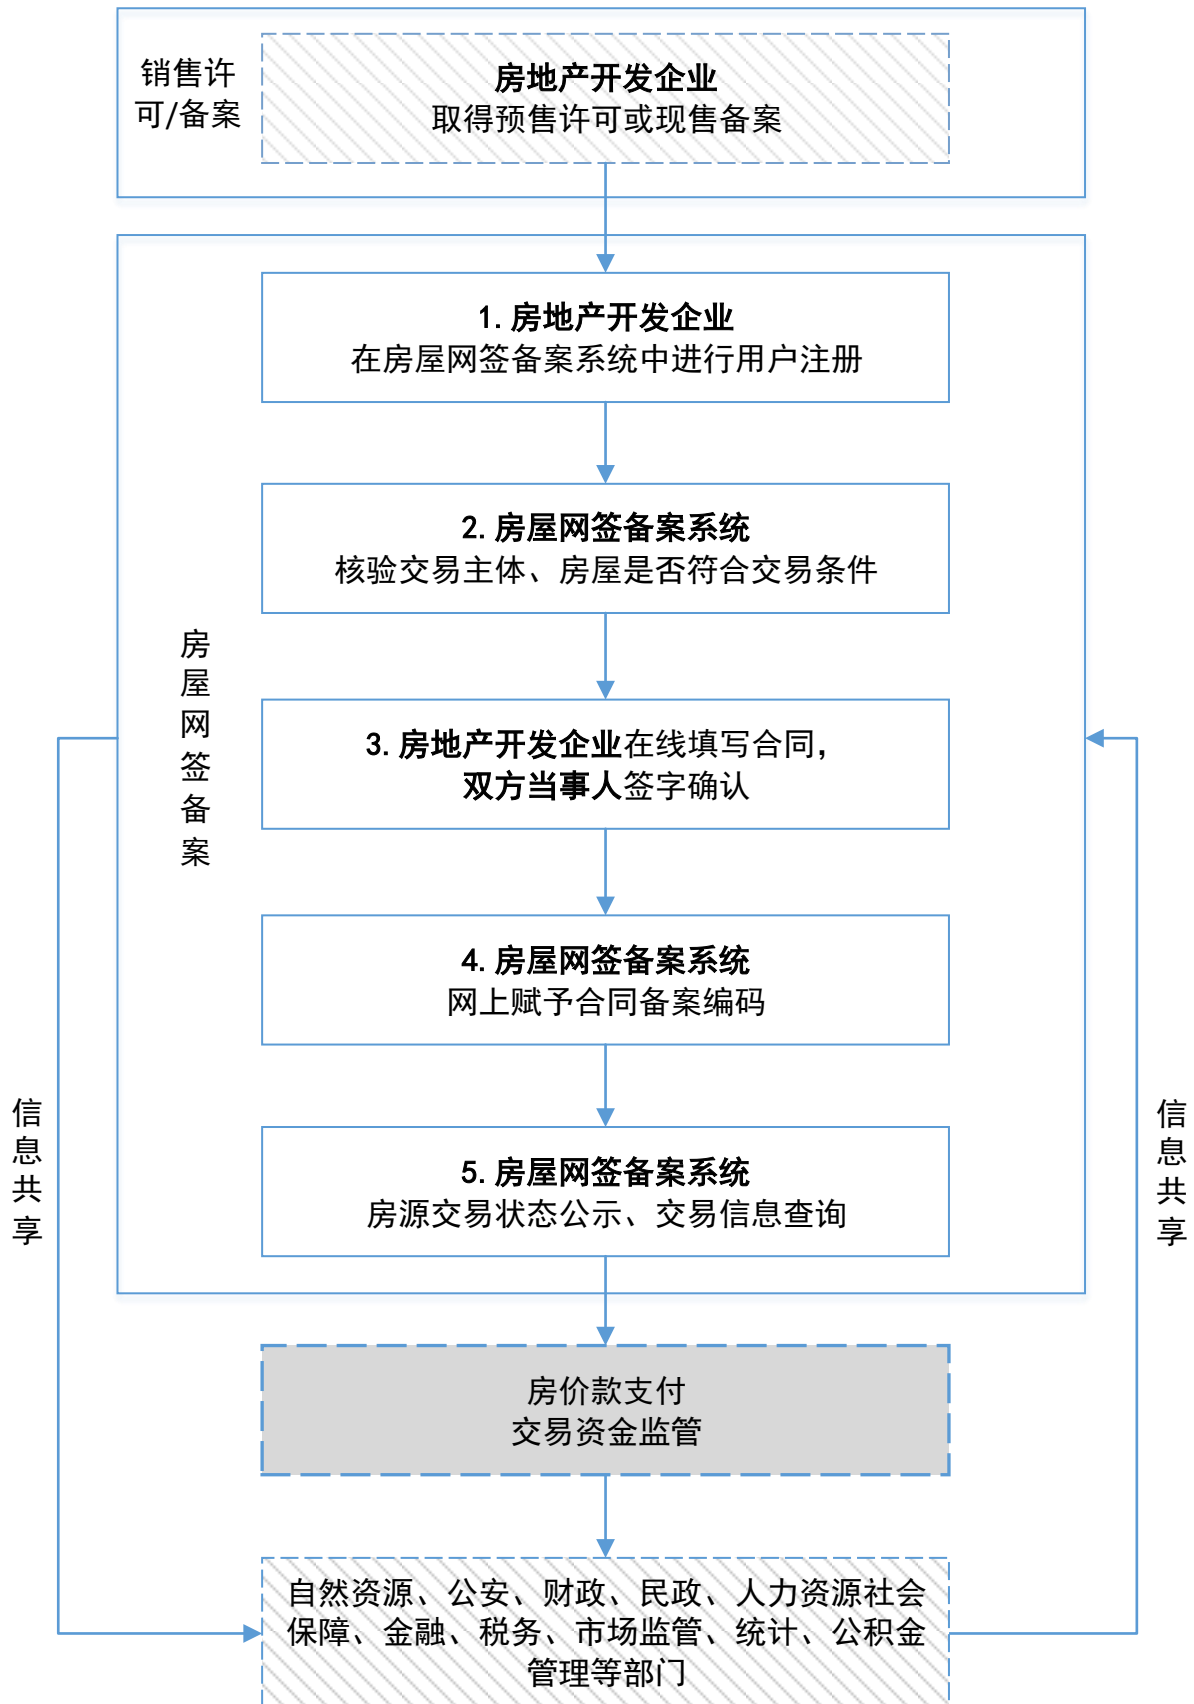 销售许
可/备案
房地产开发企业
取得预售许可或现售备案
1.房地产开发企业
在房屋网签备案系统中进行用户注册
2.房屋网签备案系统
核验交易主体、房屋是否符合交易条件
房屋网签备案
3.房地产开发企业在线填写合同，
双方当事人签字确认
4.房屋网签备案系统
网上赋予合同备案编码
5.房屋网签备案系统
房源交易状态公示、交易信息查询
信息共享
信息共享
房价款支付
交易资金监管
自然资源、公安、财政、民政、人力资源社会
保障、金融、税务、市场监管、统计、公积金
管理等部门